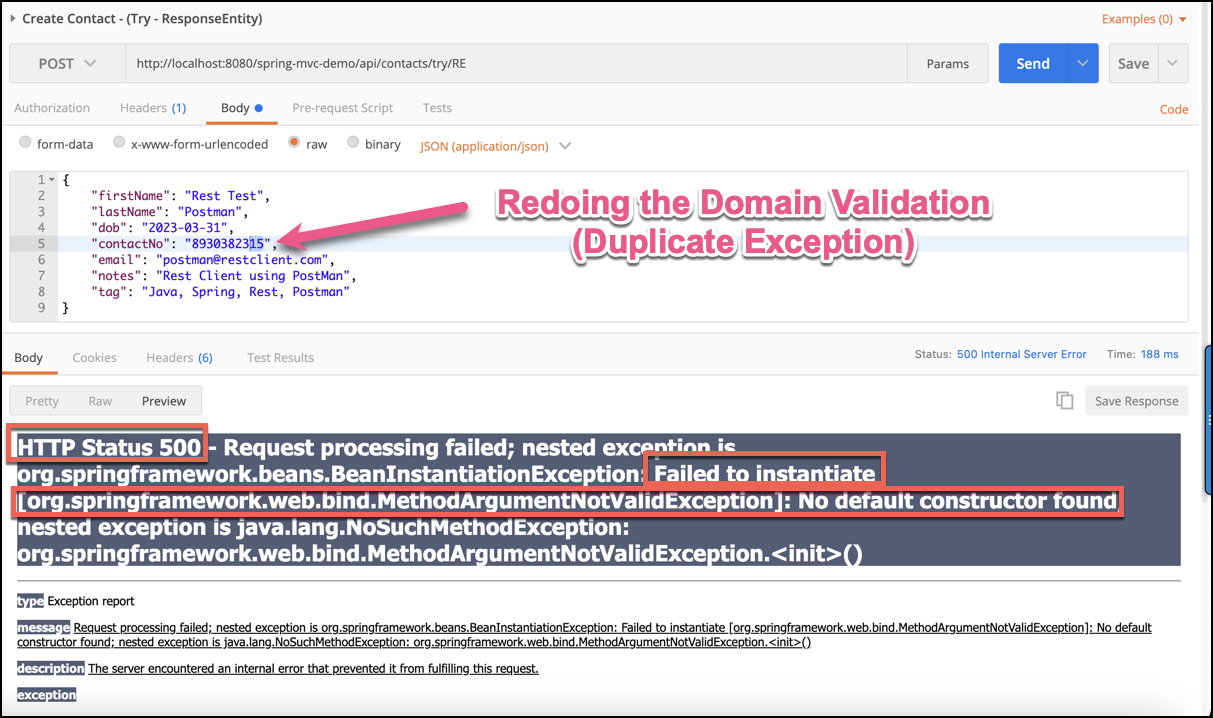 Create Contact - (Try - ResponseEntity)
Examples (0)
POST
http://localhost:8080/spring-mvc-demo/api/contacts/try/RE
Params
Send
Save
Authorization
Headers (1)
Body
Pre-request Script
Tests
Code
form-data
x-www-form-urlencoded
raw
binary
JSON (application/json)
1 {
2 "firstName": "Rest Test",
3 "lastName": "Postman",
4 "dob": "2023-03-31",
5 "contactNo": "8930382315",
6 "email": "postman@restclient.com",
7 "notes": "Rest Client using PostMan",
8 "tag": "Java, Spring, Rest, Postman"
9 }
Redoing the Domain Validation
(Duplicate Exception)
Body
Cookies
Headers (6)
Test Results
Status: 500 Internal Server Error
Time: 188 ms
Pretty
Raw
Preview
Save Response
HTTP Status 500 - Request processing failed; nested exception is
org.springframework.beans.BeanInstantiationException: Failed to instantiate
[org.springframework.web.bind.MethodArgumentNotValidException]: No default constructor found
nested exception is java.lang.NoSuchMethodException:
org.springframework.web.bind.MethodArgumentNotValidException.<init>()
type Exception report
message Request processing failed; nested exception is org.springframework.beans.BeanInstantiationException: Failed to instantiate [org.springframework.web.bind.MethodArgumentNotValidException]: No default
constructor found; nested exception is java.lang.NoSuchMethodException: org.springframework.web.bind.MethodArgumentNotValidException.<init>()
description The server encountered an internal error that prevented it from fulfilling this request.
exception